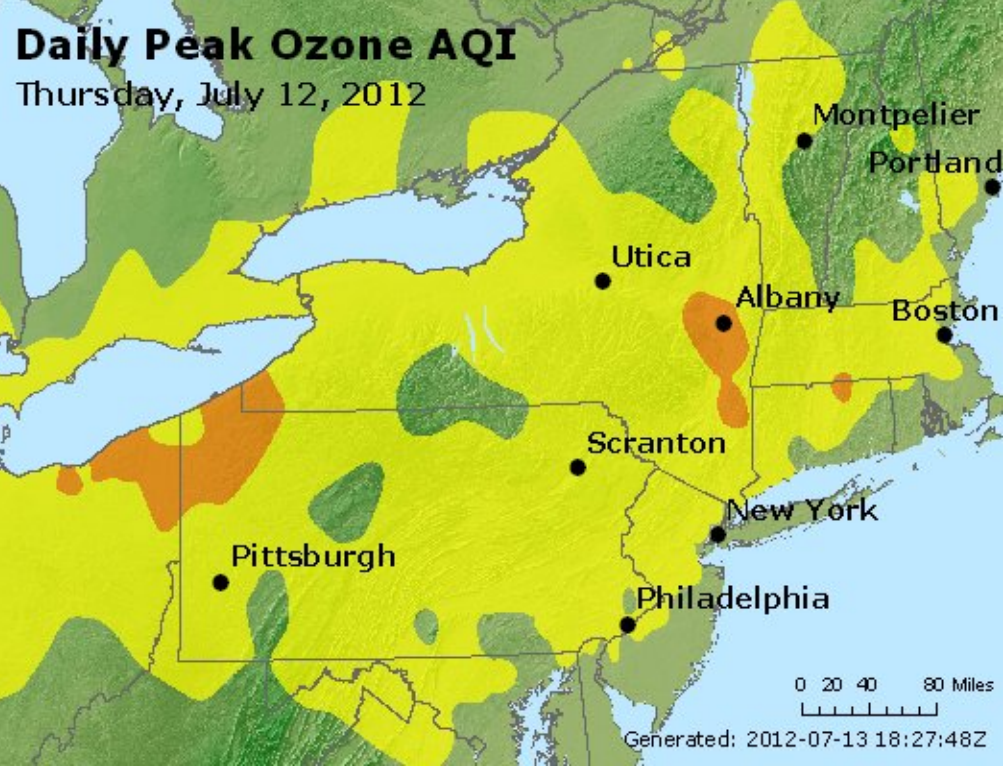 Daily Peak Ozone AQI
Thursday, July 12, 2012
Montpelier
Portland
Utica
Albany
Boston
Scranton
New York
Pittsburgh
Philadelphia
0 20 40 80 Miles
Generated: 2012-07-13 18:27:48Z